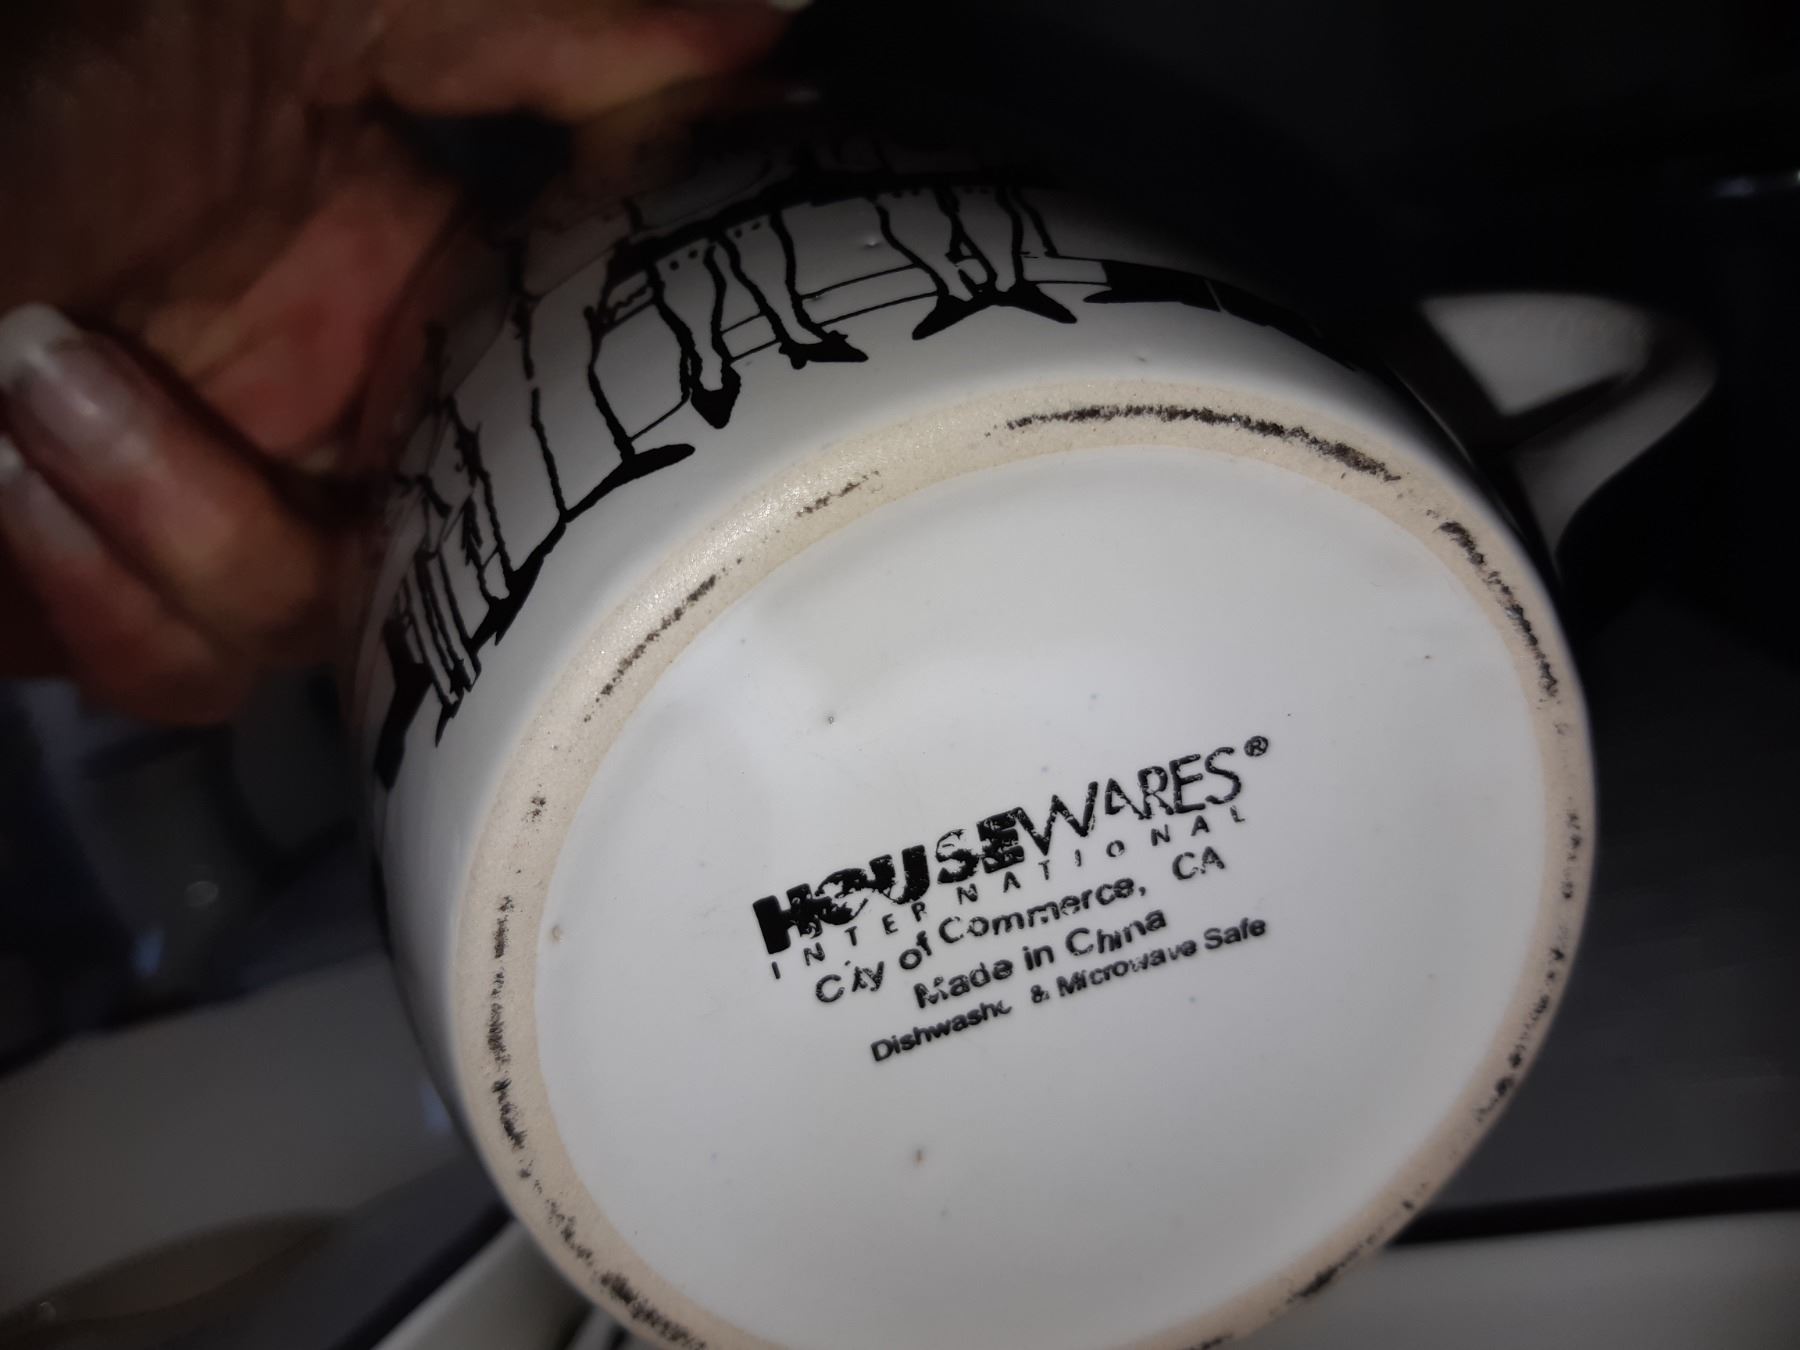 HOUSEWARES®
INTERNATIONAL
City of Commerce, CA
Made in China
Dishwashe & Microwave Safe